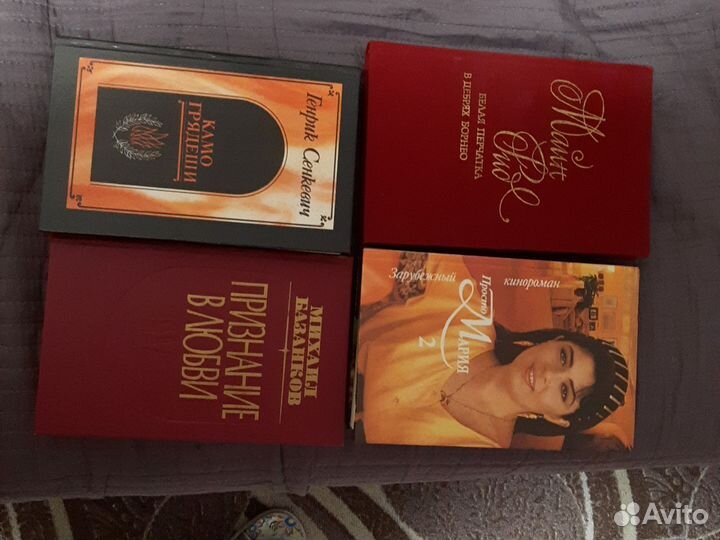 Генрик Сенкевич
КАМО
ГРЯДЕШИ
Майн
Рид
БЕЛАЯ ПЕРЧАТКА
В ДЕБРЯХ БОРНЕО
МИХАИЛ
БАЗАНКОВ
ПРИЗНАНИЕ
В ЛЮБВИ
Зарубежный кинороман
Просто
МАРИЯ
2
Avito